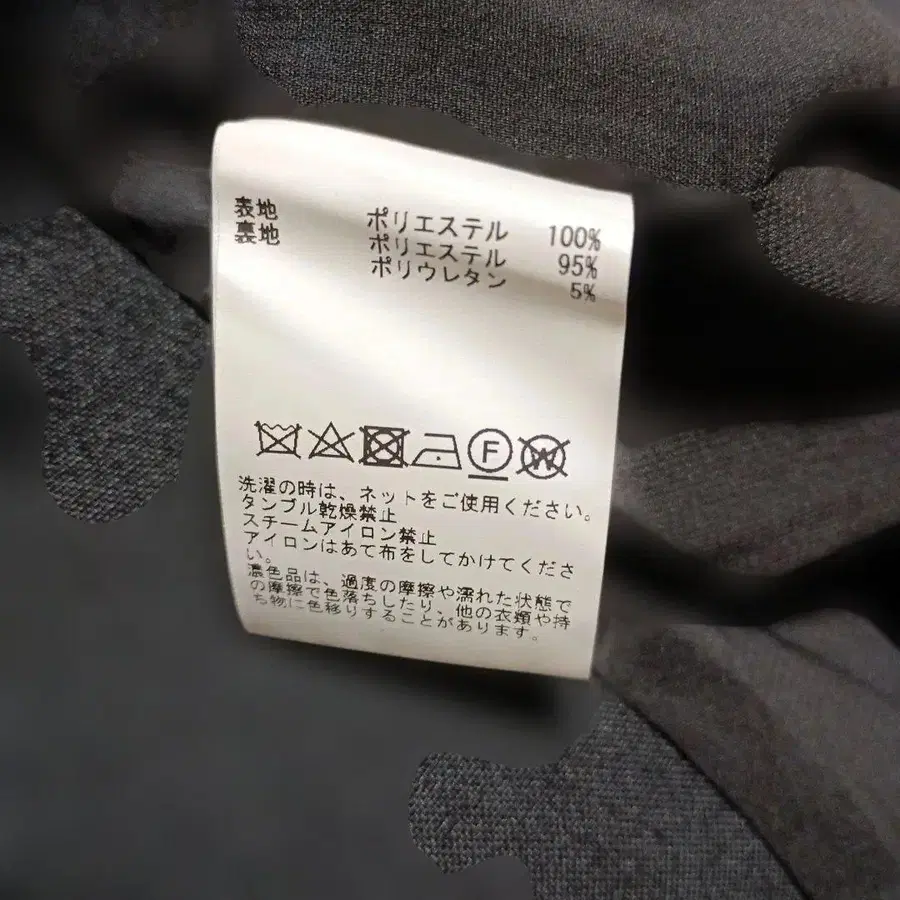 表地 ポリエステル 100%
裏地 ポリエステル 95%
ポリウレタン 5%
F W
洗濯の時は、ネットをご使用ください。
タンブル乾燥禁止
スチームアイロン禁止
アイロンはあて布をしてかけてくださ
い。
濃色品は、過度の摩擦や濡れた状態で
の摩擦で色落ちしたり、他の衣類や持
ち物に色移りすることがあります。